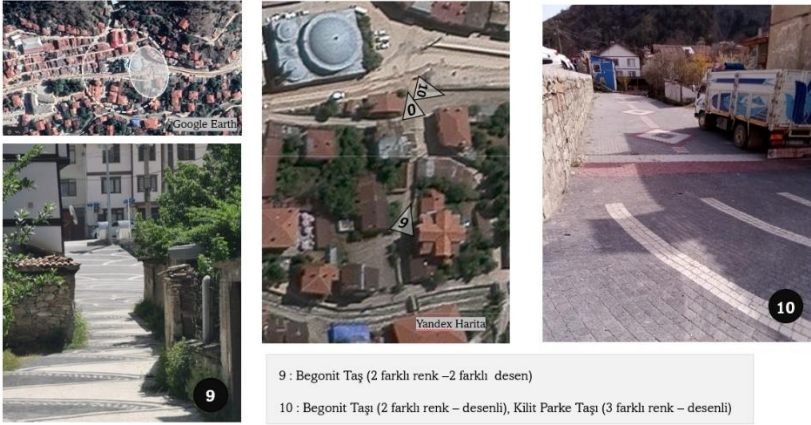 Google Earth
10
0
9
Yandex Harita
9
10
9 : Begonit Taş (2 farklı renk –2 farklı desen)
10 : Begonit Taşı (2 farklı renk – desenli), Kilit Parke Taşı (3 farklı renk – desenli)